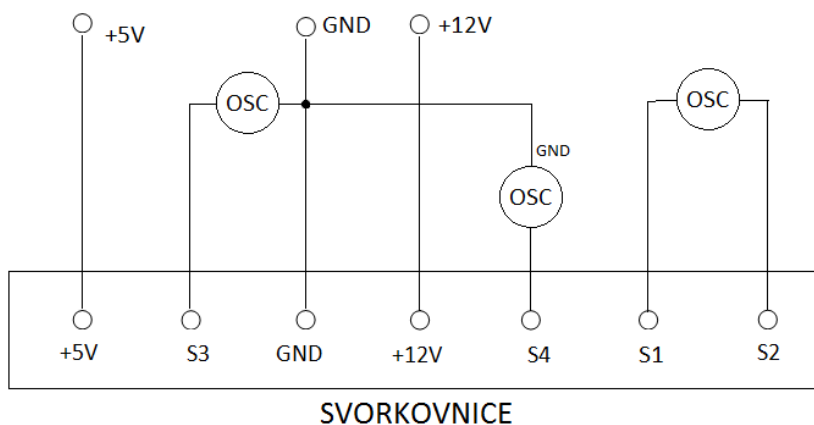 +5V
GND
+12V
OSC
OSC
GND
OSC
+5V
S3
GND
+12V
S4
S1
S2
SVORKOVNICE